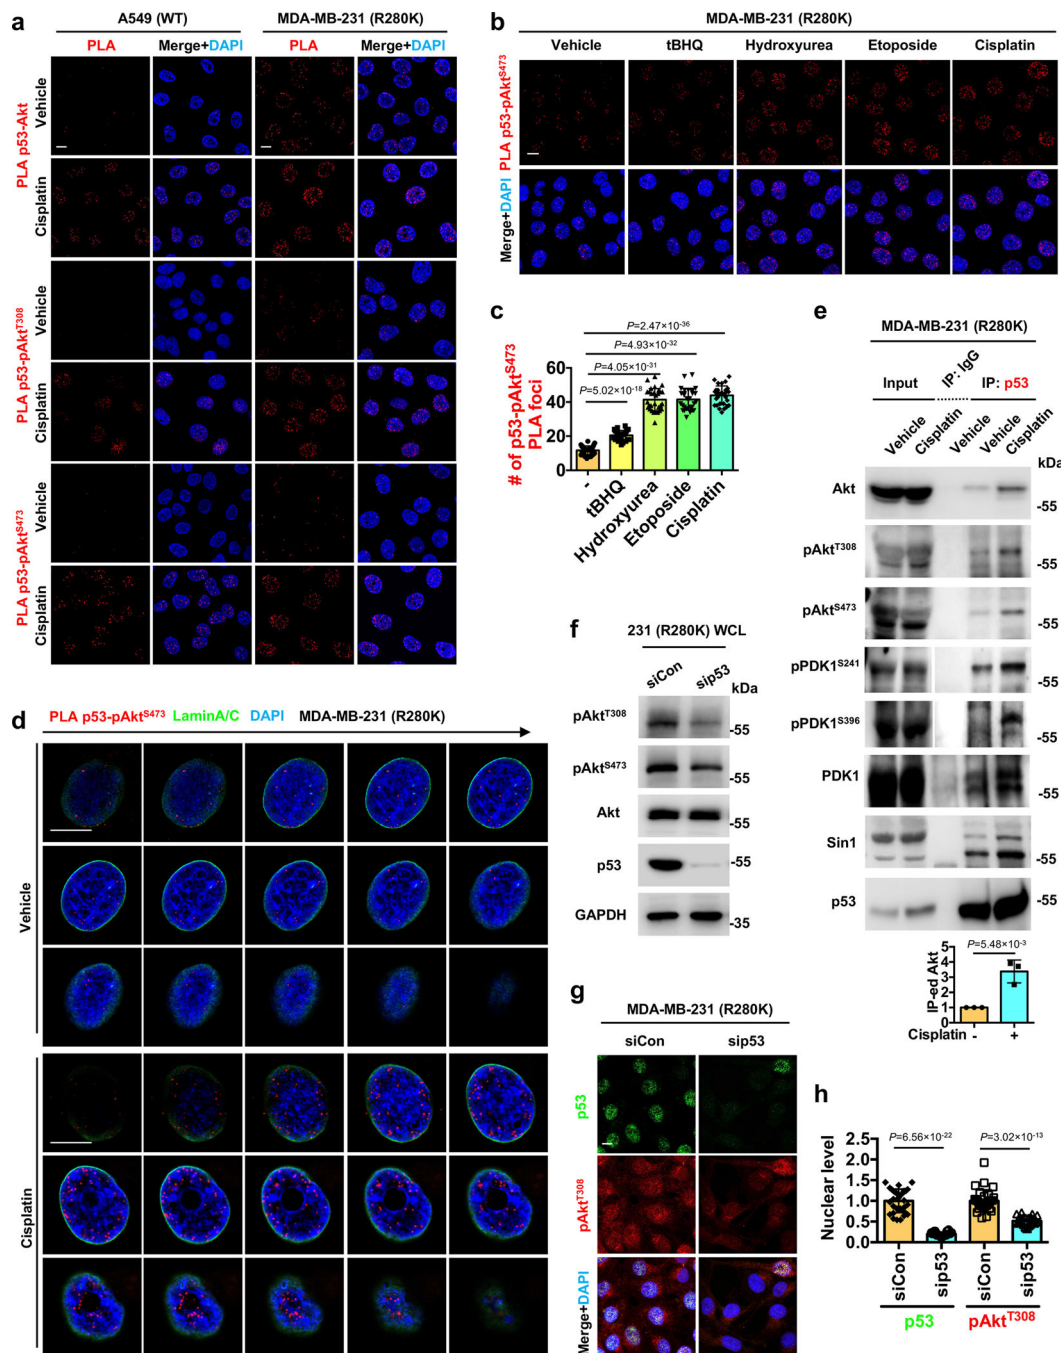 a
A549 (WT)
MDA-MB-231 (R280K)
PLA
Merge+DAPI
PLA
Merge+DAPI
PLA p53-Akt
Vehicle
Cisplatin
PLA p53-pAktT308
Vehicle
Cisplatin
PLA p53-pAktS473
Vehicle
Cisplatin
b
MDA-MB-231 (R280K)
Vehicle
tBHQ
Hydroxyurea
Etoposide
Cisplatin
PLA p53-pAktS473
Merge+DAPI
c
P=2.47×10-36
P=4.93×10-32
P=4.05×10-31
P=5.02×10-18
# of p53-pAktS473
PLA foci
60
40
20
0
-
tBHQ
Hydroxyurea
Etoposide
Cisplatin
d
PLA p53-pAktS473 LaminA/C DAPI MDA-MB-231 (R280K)
Vehicle
Cisplatin
e
MDA-MB-231 (R280K)
Input
IP: IgG
IP: p53
Vehicle
Cisplatin
Vehicle
Vehicle
Cisplatin
kDa
Akt
-55
pAktT308
-55
pAktS473
-55
pPDK1S241
-55
pPDK1S396
-55
PDK1
-55
Sin1
p53
-55
P=5.48×10-3
IP-ed Akt
5
4
3
2
1
0
Cisplatin - +
f
231 (R280K) WCL
siCon
sip53
kDa
pAktT308
-55
pAktS473
-55
Akt
-55
p53
-55
GAPDH
-35
g
MDA-MB-231 (R280K)
siCon
sip53
p53
pAktT308
Merge+DAPI
h
P=6.56×10-22
P=3.02×10-13
Nuclear level
2.5
2.0
1.5
1.0
0.5
0.0
siCon
sip53
siCon
sip53
p53
pAktT308